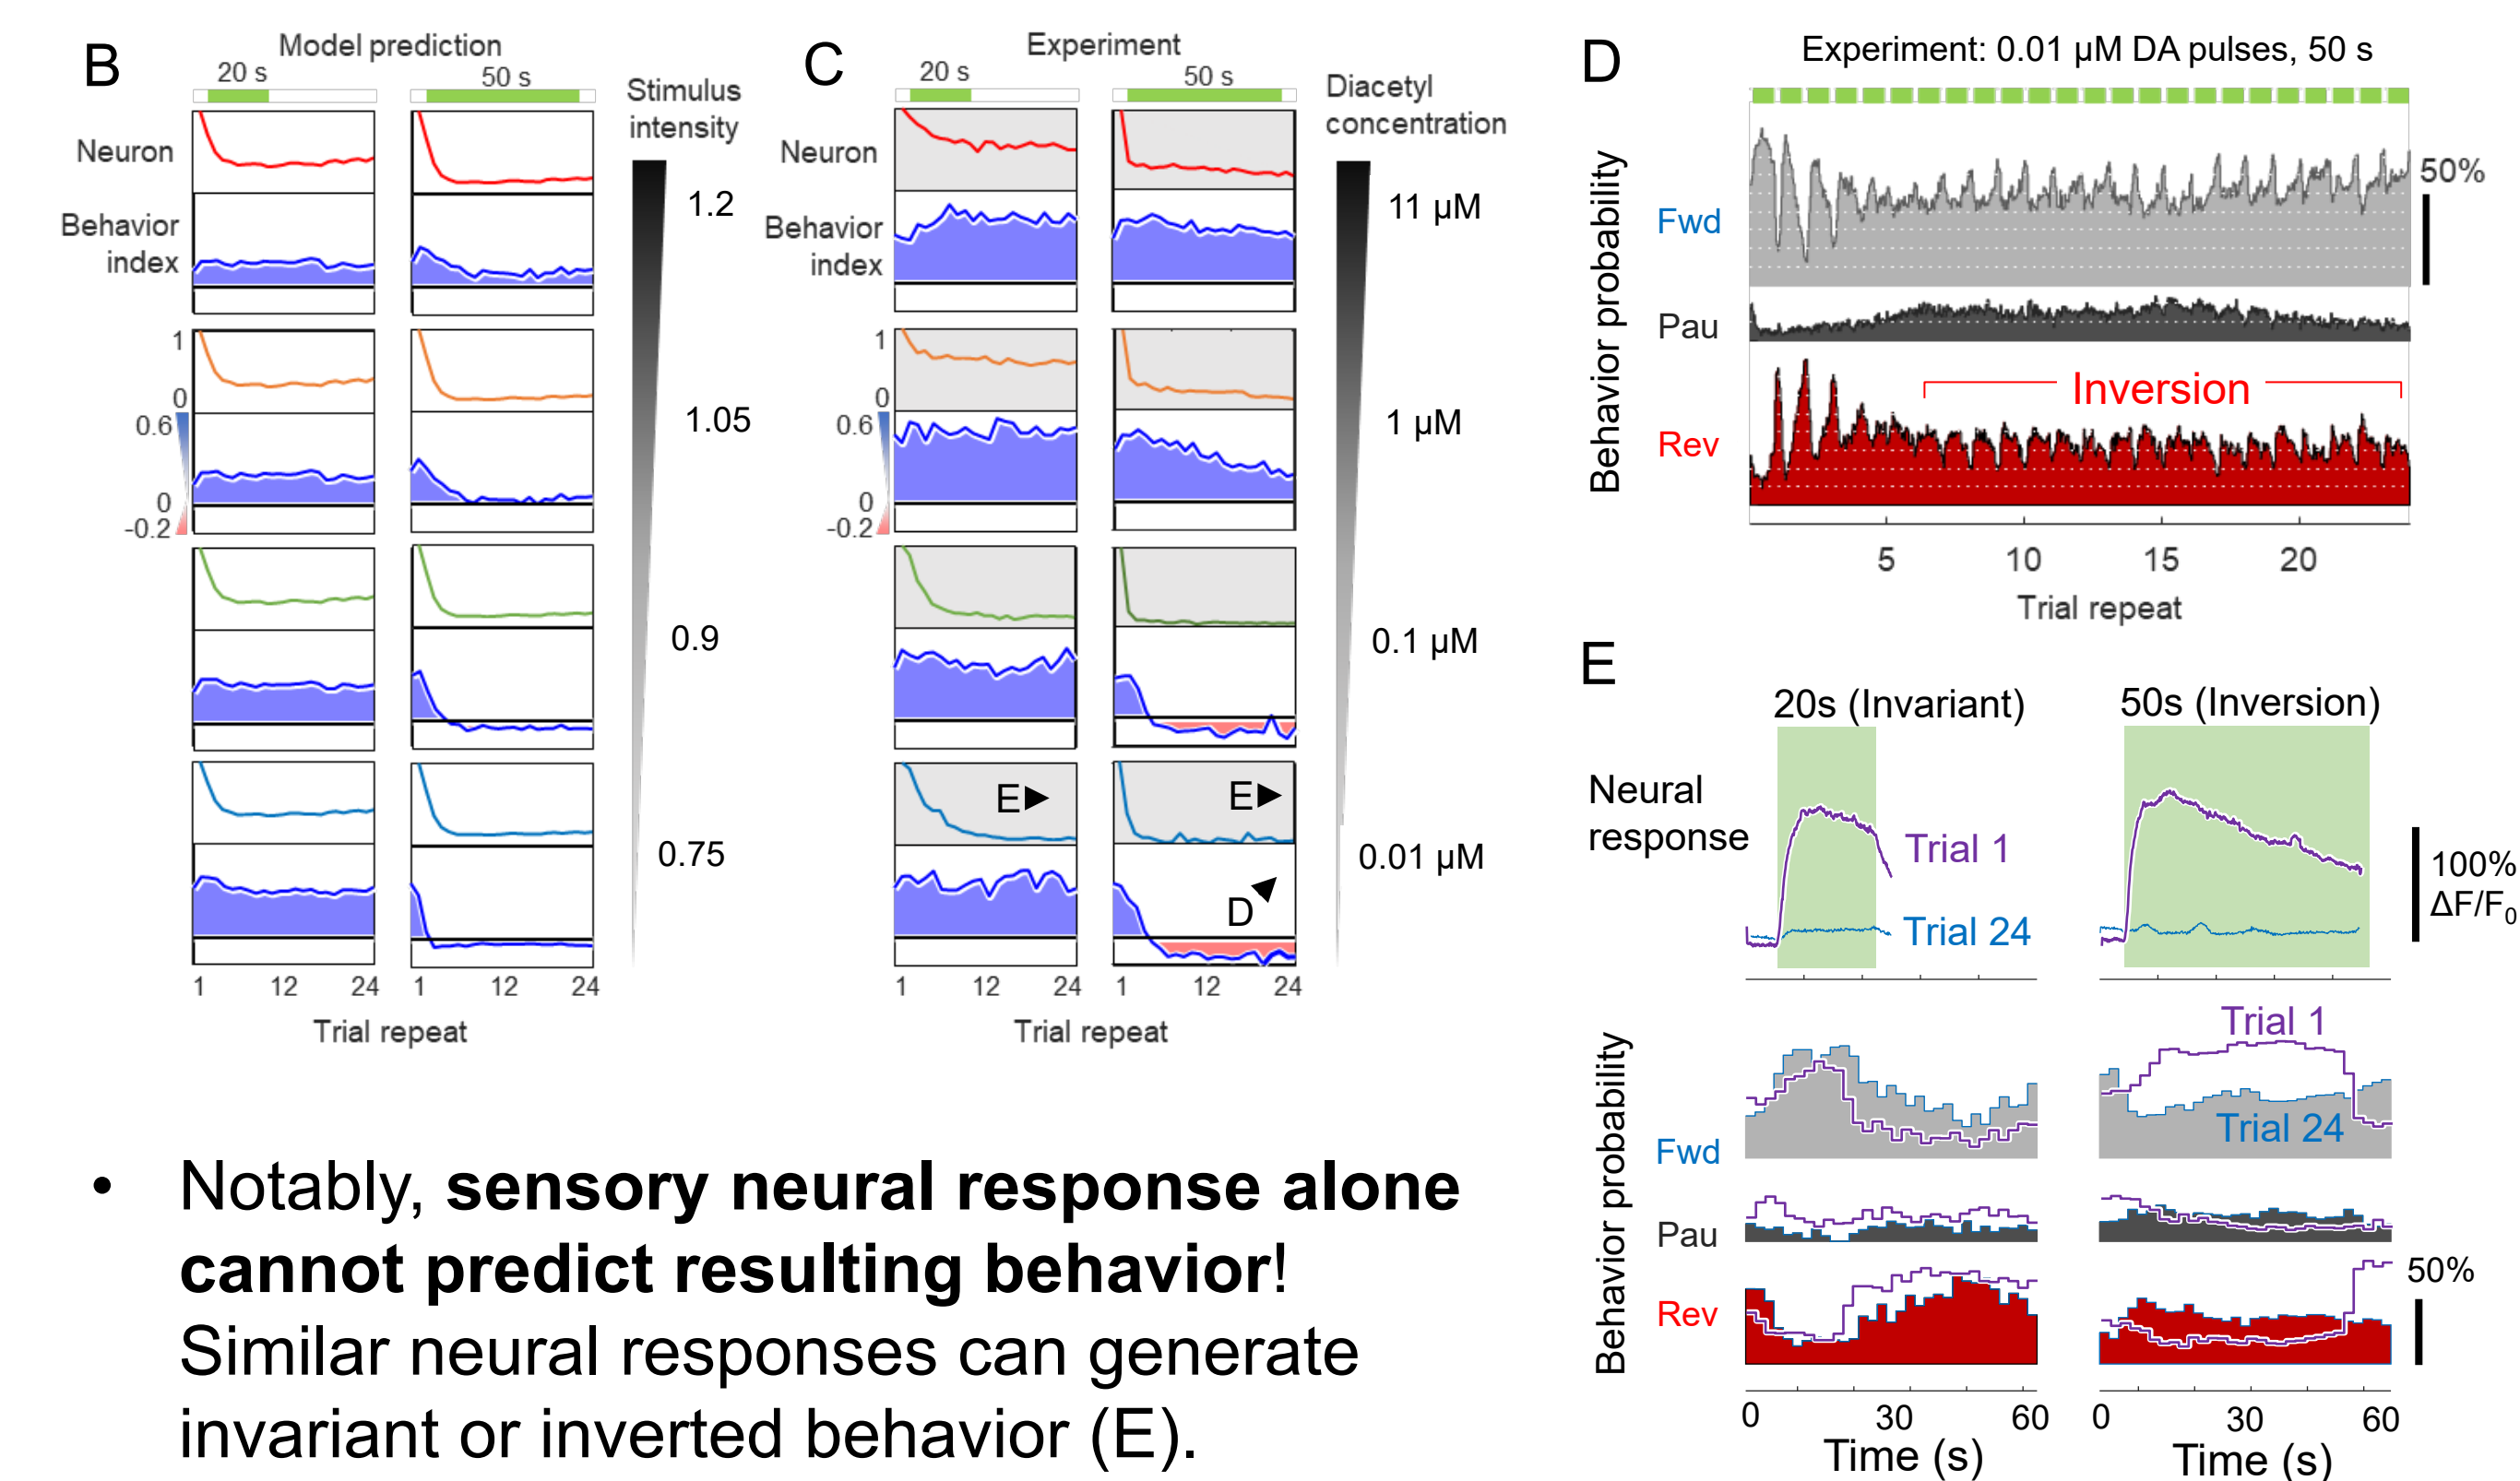 B
Model prediction
20 s
50 s
Stimulus
intensity
Neuron
Behavior
index
1
0
0.6
0
-0.2
1.2
1.05
0.9
0.75
1 12 24
1 12 24
Trial repeat
C
Experiment
20 s
50 s
Diacetyl
concentration
Neuron
Behavior
index
1
0
0.6
0
-0.2
11 µM
1 µM
0.1 µM
0.01 µM
E►
E►
D
1 12 24
1 12 24
Trial repeat
D
Experiment: 0.01 µM DA pulses, 50 s
Behavior probability
Fwd
Pau
Rev
50%
Inversion
5 10 15 20
Trial repeat
E
20s (Invariant)
50s (Inversion)
Neural
response
Trial 1
Trial 24
100%
ΔF/F₀
Behavior probability
Fwd
Pau
Rev
Trial 1
Trial 24
50%
0 30 60
0 30 60
Time (s)
Time (s)
• Notably, sensory neural response alone
cannot predict resulting behavior!
Similar neural responses can generate
invariant or inverted behavior (E).